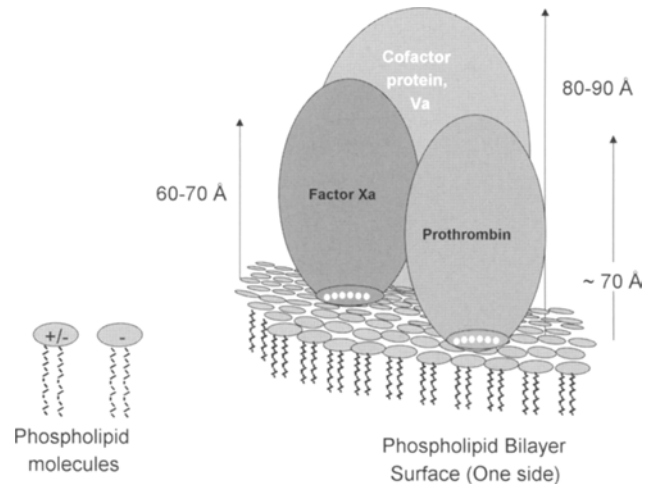 Cofactor
protein,
Va
80-90 Å
60-70 Å
Factor Xa
Prothrombin
~ 70 Å
+/-
-
Phospholipid
molecules
Phospholipid Bilayer
Surface (One side)